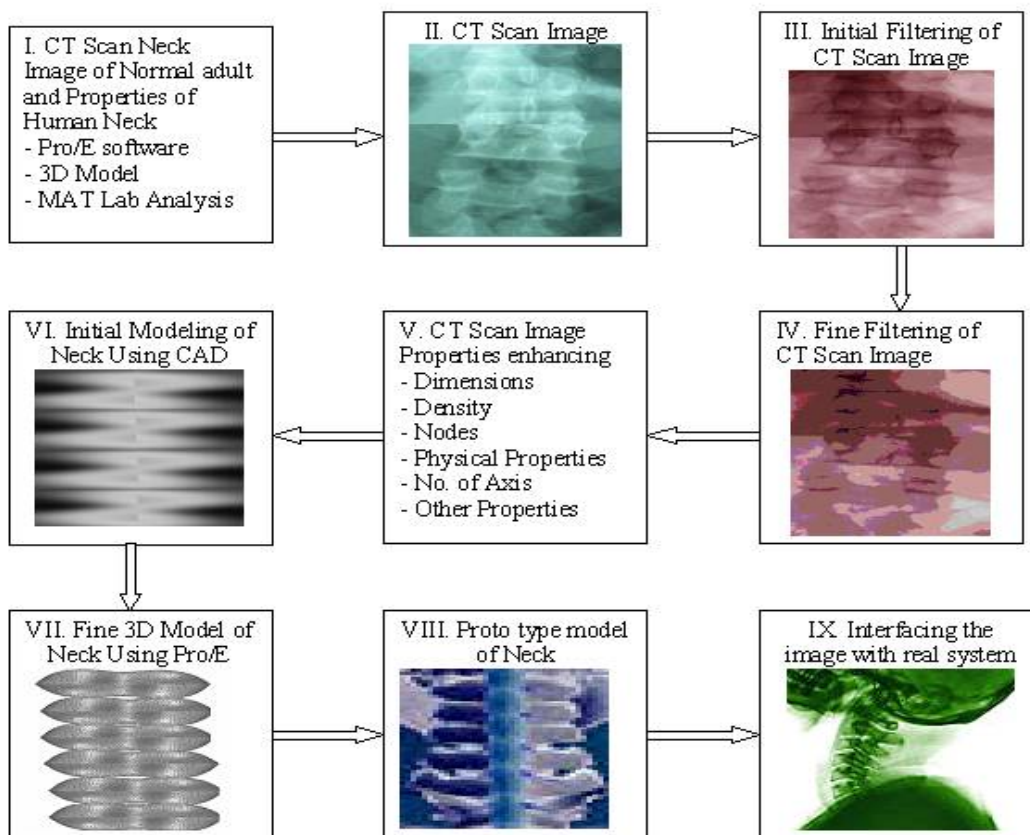 I. CT Scan Neck
Image of Normal adult
and Properties of
Human Neck
- Pro/E software
- 3D Model
- MAT Lab Analysis
II. CT Scan Image
III. Initial Filtering of
CT Scan Image
IV. Fine Filtering of
CT Scan Image
V. CT Scan Image
Properties enhancing
- Dimensions
- Density
- Nodes
- Physical Properties
- No. of Axis
- Other Properties
VI. Initial Modeling of
Neck Using CAD
VII. Fine 3D Model of
Neck Using Pro/E
VIII. Proto type model
of Neck
IX. Interfacing the
image with real system